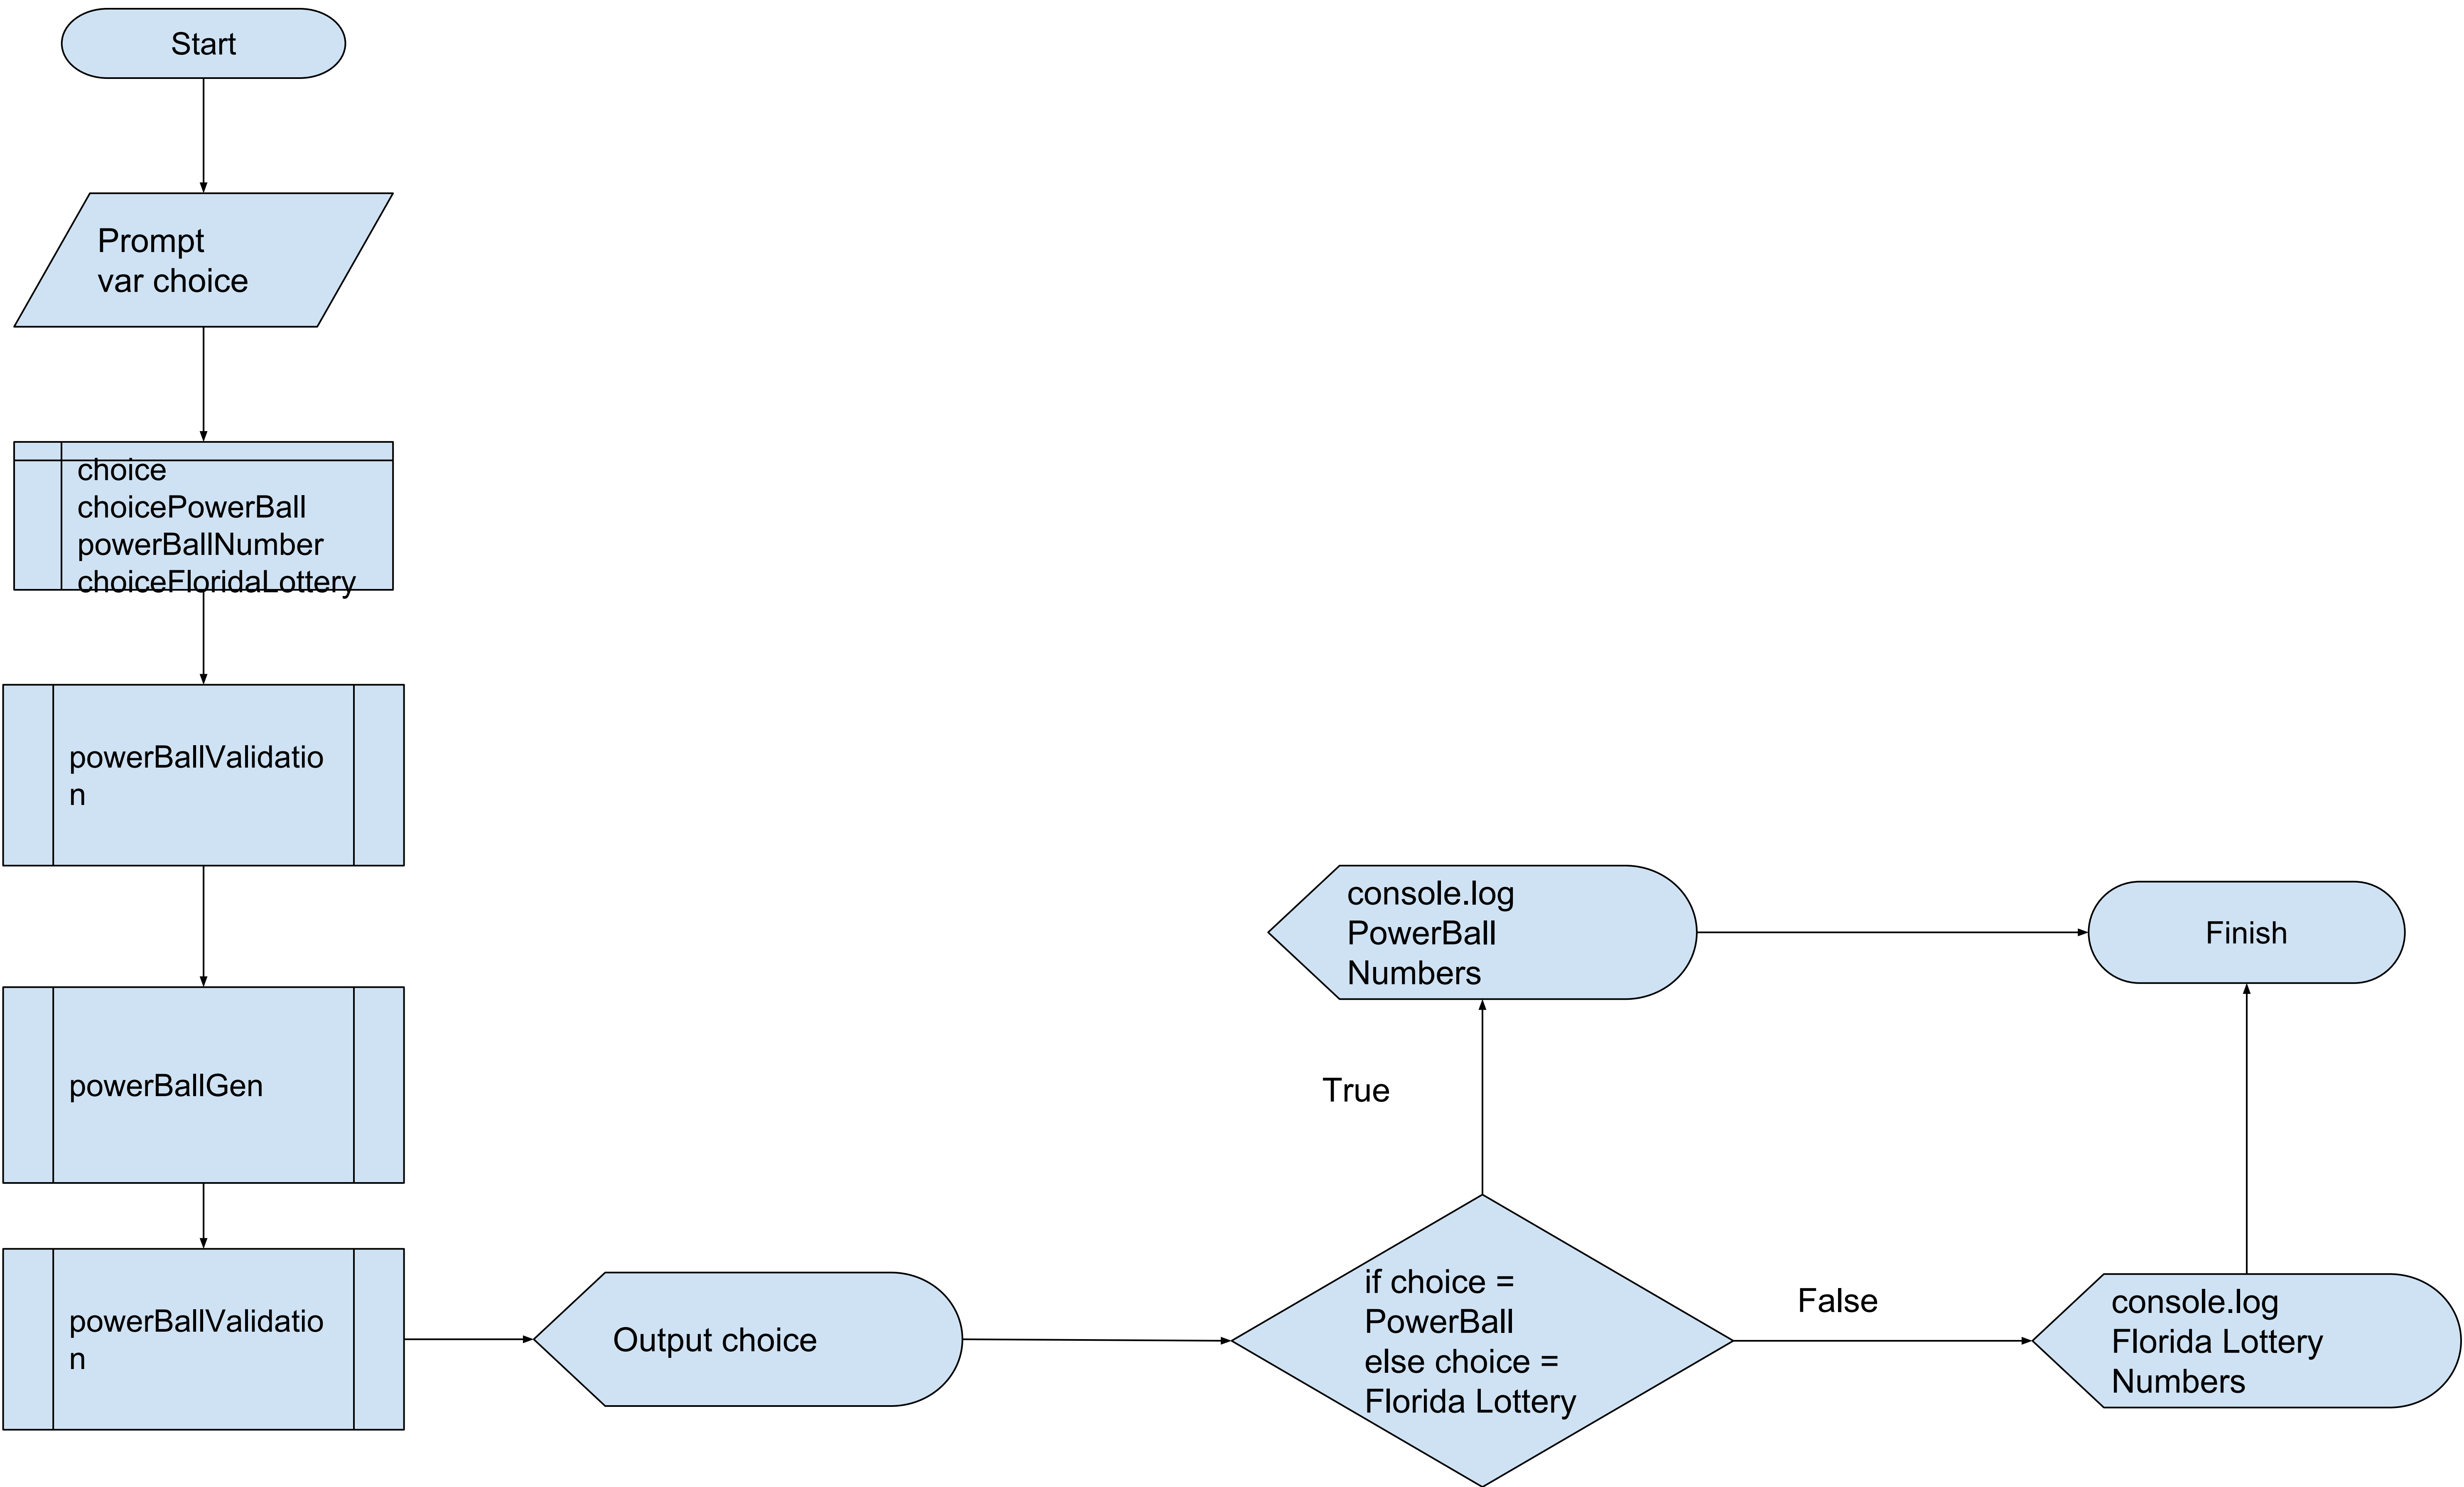 Start
Prompt
var choice
choice
choicePowerBall
powerBallNumber
choiceFloridaLottery
powerBallValidatio
n
powerBallGen
powerBallValidatio
n
Output choice
if choice =
PowerBall
else choice =
Florida Lottery
True
console.log
PowerBall
Numbers
False
console.log
Florida Lottery
Numbers
Finish